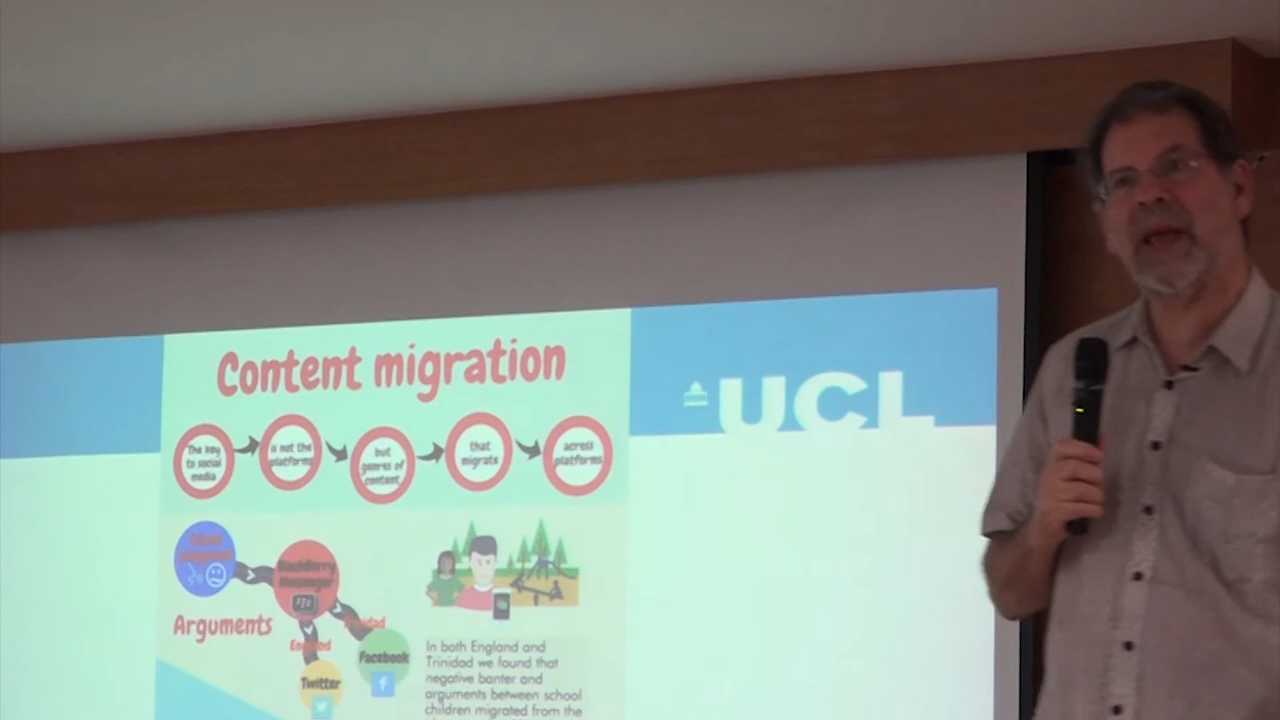 Content migration
UCL
The key
to social
media
is not the
platforms
but
genres of
content
that
migrate
across
platforms
BlackBerry
Messenger
Arguments
Trinidad
England
Facebook
Twitter
In both England and
Trinidad we found that
negative banter and
arguments between school
children migrated from the